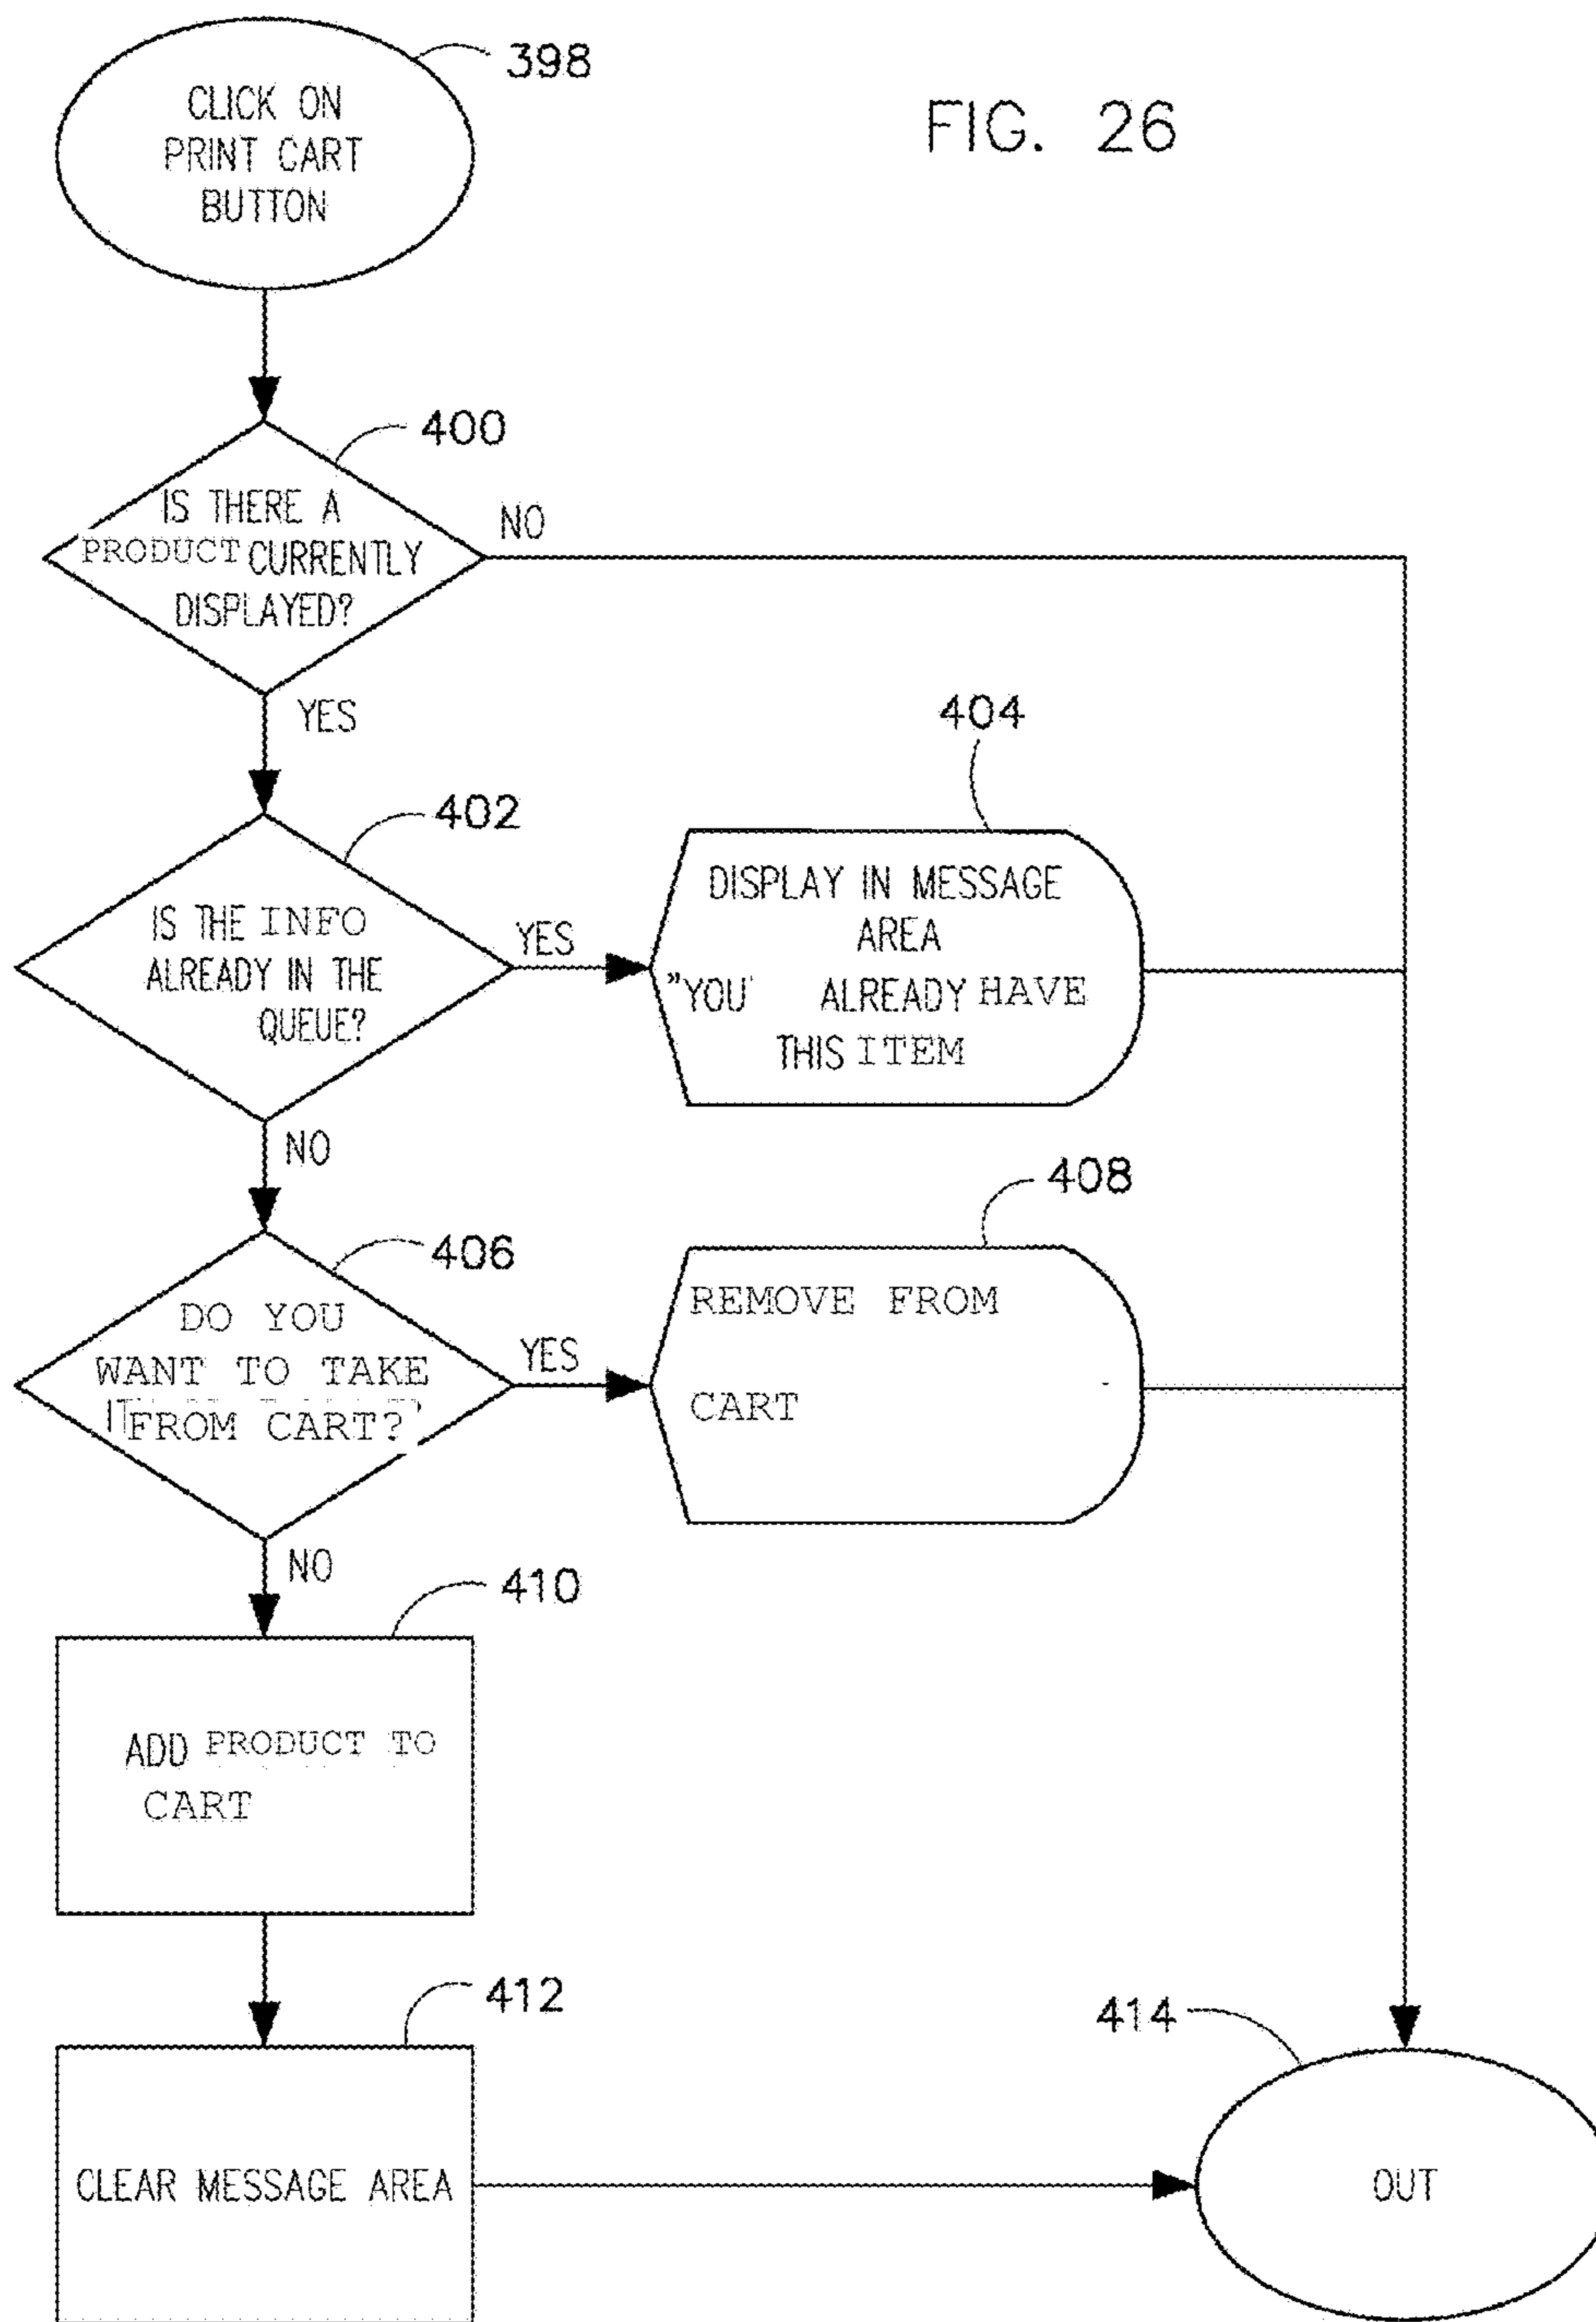 398
CLICK ON
PRINT CART
BUTTON
FIG. 26
400
IS THERE A
PRODUCT CURRENTLY
DISPLAYED?
NO
YES
402
IS THE INFO
ALREADY IN THE
QUEUE?
YES
404
DISPLAY IN MESSAGE
AREA
"YOU ALREADY HAVE
THIS ITEM
NO
406
DO YOU
WANT TO TAKE
FROM CART?
YES
408
REMOVE FROM
CART
NO
410
ADD PRODUCT TO
CART
412
CLEAR MESSAGE AREA
414
OUT